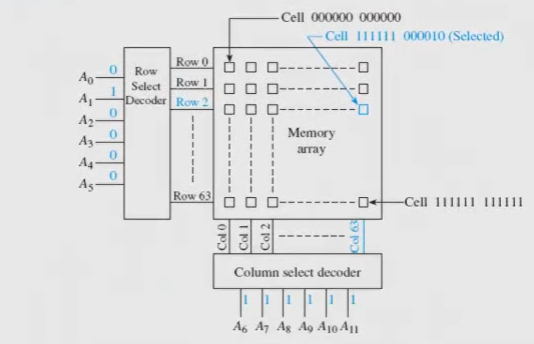 Cell 000000 000000
Cell 111111 000010 (Selected)
Row 0
Row 1
Row 2
Row 63
Row
Select
Decoder
A0 0
A1 1
A2 0
A3 0
A4 0
A5 0
Memory
array
Cell 111111 111111
Col 0
Col 1
Col 2
Col 63
Column select decoder
1 1 1 1 1 1
A6 A7 A8 A9 A10 A11